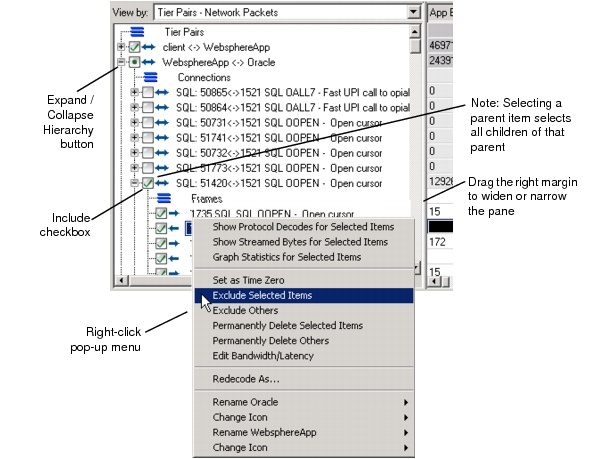 View by: Tier Pairs - Network Packets
App E
Tier Pairs
client <-> WebsphereApp
46971
WebsphereApp <-> Oracle
24391
Connections
SQL: 50865<->1521 SQL OALL7 - Fast UPI call to opial
0
SQL: 50864<->1521 SQL OALL7 - Fast UPI call to opial
0
SQL: 50731<->1521 SQL OOPEN - Open cursor
0
SQL: 51741<->1521 SQL OOPEN - Open cursor
0
SQL: 50732<->1521 SQL OOPEN - Open cursor
0
SQL: 51773<->1521 SQL OOPEN - Open cursor
0
SQL: 51420<->1521 SQL OOPEN - Open cursor
12926
Frames
1735 SQL SQL OOPEN - Open cursor
15
172
15
Expand /
Collapse
Hierarchy
button
Include
checkbox
Right-click
pop-up menu
Note: Selecting a
parent item selects
all children of that
parent
Drag the right margin
to widen or narrow
the pane
Show Protocol Decodes for Selected Items
Show Streamed Bytes for Selected Items
Graph Statistics for Selected Items
Set as Time Zero
Exclude Selected Items
Exclude Others
Permanently Delete Selected Items
Permanently Delete Others
Edit Bandwidth/Latency
Redecode As...
Rename Oracle
Change Icon
Rename WebsphereApp
Change Icon